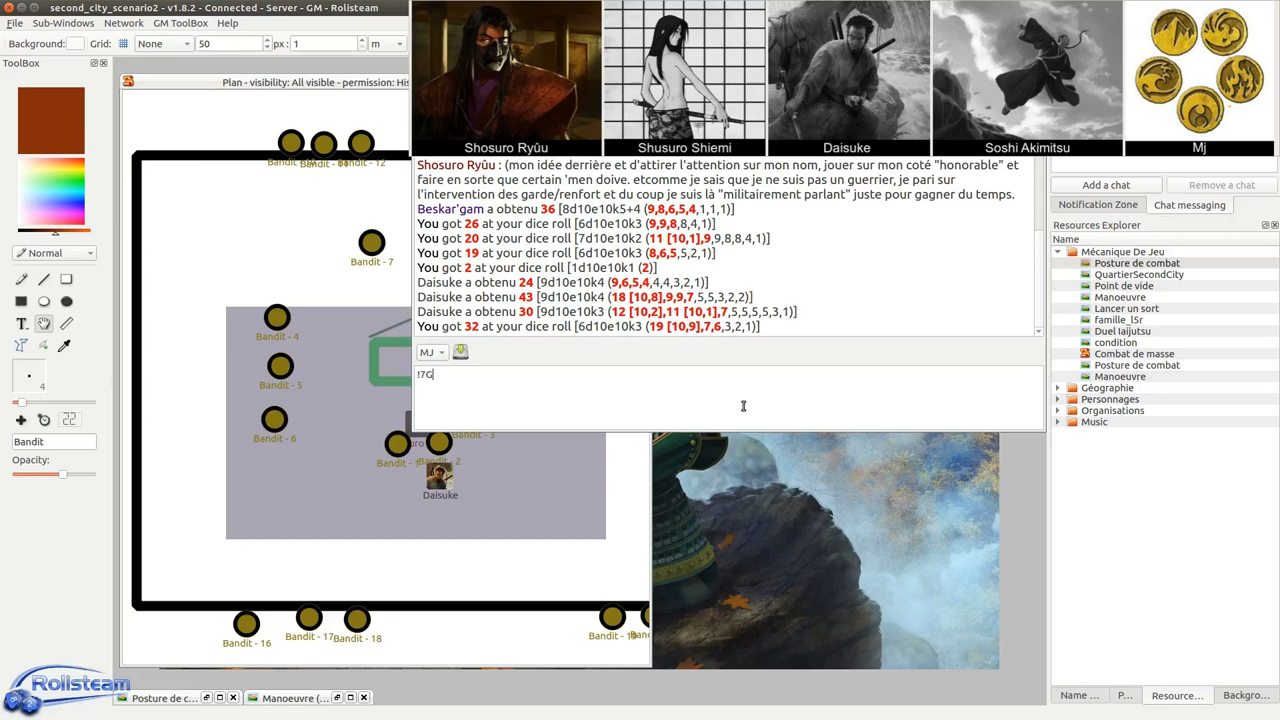 second_city_scenario2 - v1.8.2 - Connected - Server - GM - Rolisteam
File Sub-Windows Network GM ToolBox Help
Background: Grid: None 50 px : 1 m
ToolBox
Plan - visibility: All visible - permission: His
Shosuro Ryûu
Shusuro Shiemi
Daisuke
Soshi Akimitsu
Mj
Shosuro Ryûu : (mon idée derrière et d'attirer l'attention sur mon nom, jouer sur mon coté "honorable" et
faire en sorte que certain 'men doive. etcomme je sais que je ne suis pas un guerrier, je pari sur
l'intervention des garde/renfort et du coup je suis là "militairement parlant" juste pour gagner du temps.
Beskar'gam a obtenu 36 [8d10e10k5+4 (9,8,6,5,4,1,1,1)]
You got 26 at your dice roll [6d10e10k3 (9,9,8,8,4,1)]
You got 20 at your dice roll [7d10e10k2 (11 [10,1],9,9,8,8,4,1)]
You got 19 at your dice roll [6d10e10k3 (8,6,5,5,2,1)]
You got 2 at your dice roll [1d10e10k1 (2)]
Daisuke a obtenu 24 [9d10e10k4 (9,6,5,4,4,4,3,2,1)]
Daisuke a obtenu 43 [9d10e10k4 (18 [10,8],9,9,7,5,5,3,2,2)]
Daisuke a obtenu 30 [9d10e10k3 (12 [10,2],11 [10,1],7,5,5,5,5,3,1)]
You got 32 at your dice roll [6d10e10k3 (19 [10,9],7,6,3,2,1)]
MJ
!7G
Add a chat Remove a chat
Notification Zone Chat messaging
Resources Explorer
Name
Mécanique De Jeu
Posture de combat
QuartierSecondCity
Point de vide
Manoeuvre
Lancer un sort
famille_l5r
Duel Iaijutsu
condition
Combat de masse
Posture de combat
Manoeuvre
Géographie
Personnages
Organisations
Music
Normal
4
22
Bandit
Opacity:
Bandit - 12
Bandit - 7
Bandit - 4
Bandit - 5
Bandit - 6
Bandit - 3
Bandit - 1
Bandit - 2
Daisuke
Bandit - 16
Bandit - 17
Bandit - 18
Rolisteam
Posture de c... Manoeuvre (...
Name ... P... Resource... Backgro...